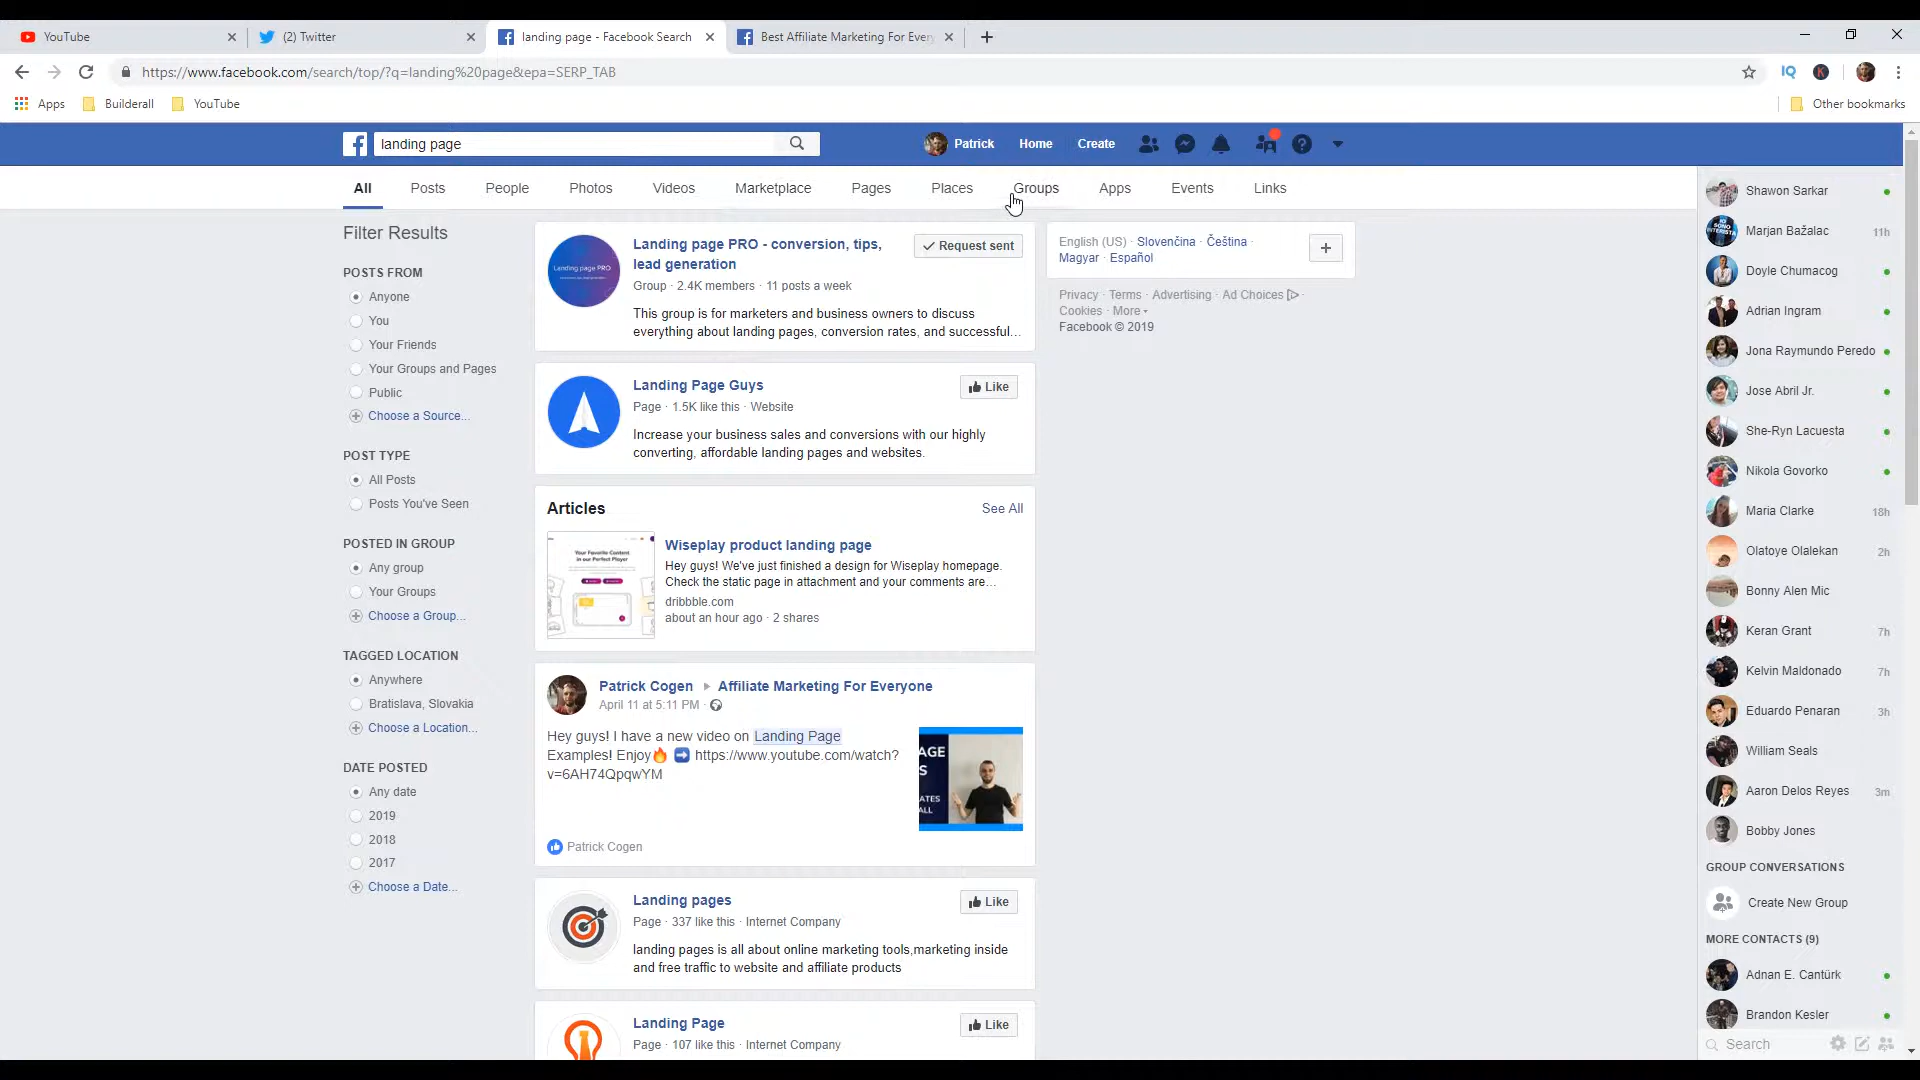 YouTube
(2) Twitter
landing page - Facebook Search
Best Affiliate Marketing For Every
https://www.facebook.com/search/top/?q=landing%20page&epa=SERP_TAB
IQ
K
Apps
Builderall
YouTube
Other bookmarks
landing page
Patrick
Home
Create
All
Posts
People
Photos
Videos
Marketplace
Pages
Places
Groups
Apps
Events
Links
Filter Results
POSTS FROM
Anyone
You
Your Friends
Your Groups and Pages
Public
Choose a Source...
POST TYPE
All Posts
Posts You've Seen
POSTED IN GROUP
Any group
Your Groups
Choose a Group...
TAGGED LOCATION
Anywhere
Bratislava, Slovakia
Choose a Location...
DATE POSTED
Any date
2019
2018
2017
Choose a Date...
Landing page PRO
Landing page PRO - conversion, tips,
lead generation
Request sent
Group · 2.4K members · 11 posts a week
This group is for marketers and business owners to discuss
everything about landing pages, conversion rates, and successful...
Landing Page Guys
Like
Page · 1.5K like this · Website
Increase your business sales and conversions with our highly
converting, affordable landing pages and websites.
Articles
See All
Your Favorite Content
in our Perfect Player
Wiseplay product landing page
Hey guys! We've just finished a design for Wiseplay homepage.
Check the static page in attachment and your comments are...
dribbble.com
about an hour ago · 2 shares
Patrick Cogen ▸ Affiliate Marketing For Everyone
April 11 at 5:11 PM ·
Hey guys! I have a new video on Landing Page
Examples! Enjoy🔥 ➡ https://www.youtube.com/watch?
v=6AH74QpqwYM
AGE
S
ATES
ALL
Patrick Cogen
Landing pages
Like
Page · 337 like this · Internet Company
landing pages is all about online marketing tools,marketing inside
and free traffic to website and affiliate products
Landing Page
Like
Page · 107 like this · Internet Company
English (US) · Slovenčina · Čeština ·
Magyar · Español
Privacy · Terms · Advertising · Ad Choices ·
Cookies · More
Facebook © 2019
Shawon Sarkar
Marjan Bažalac 11h
Doyle Chumacog
Adrian Ingram
Jona Raymundo Peredo
Jose Abril Jr.
She-Ryn Lacuesta
Nikola Govorko
Maria Clarke 18h
Olatoye Olalekan 2h
Bonny Alen Mic
Keran Grant 7h
Kelvin Maldonado 7h
Eduardo Penaran 3h
William Seals
Aaron Delos Reyes 3m
Bobby Jones
GROUP CONVERSATIONS
Create New Group
MORE CONTACTS (9)
Adnan E. Cantürk
Brandon Kesler
Search